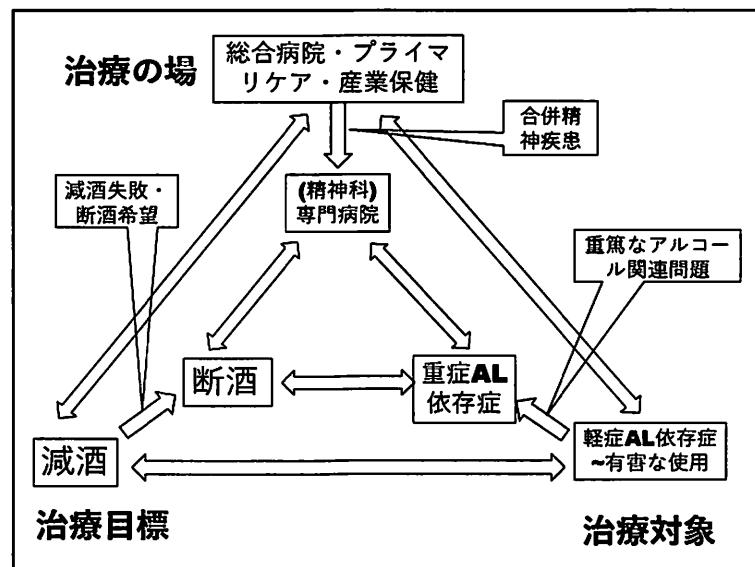 治療の場
総合病院・プライマ
リケア・産業保健
合併精
神疾患
減酒失敗・
断酒希望
(精神科)
専門病院
重篤なアルコー
ル関連問題
断酒
重症AL
依存症
減酒
軽症AL依存症
~有害な使用
治療目標
治療対象